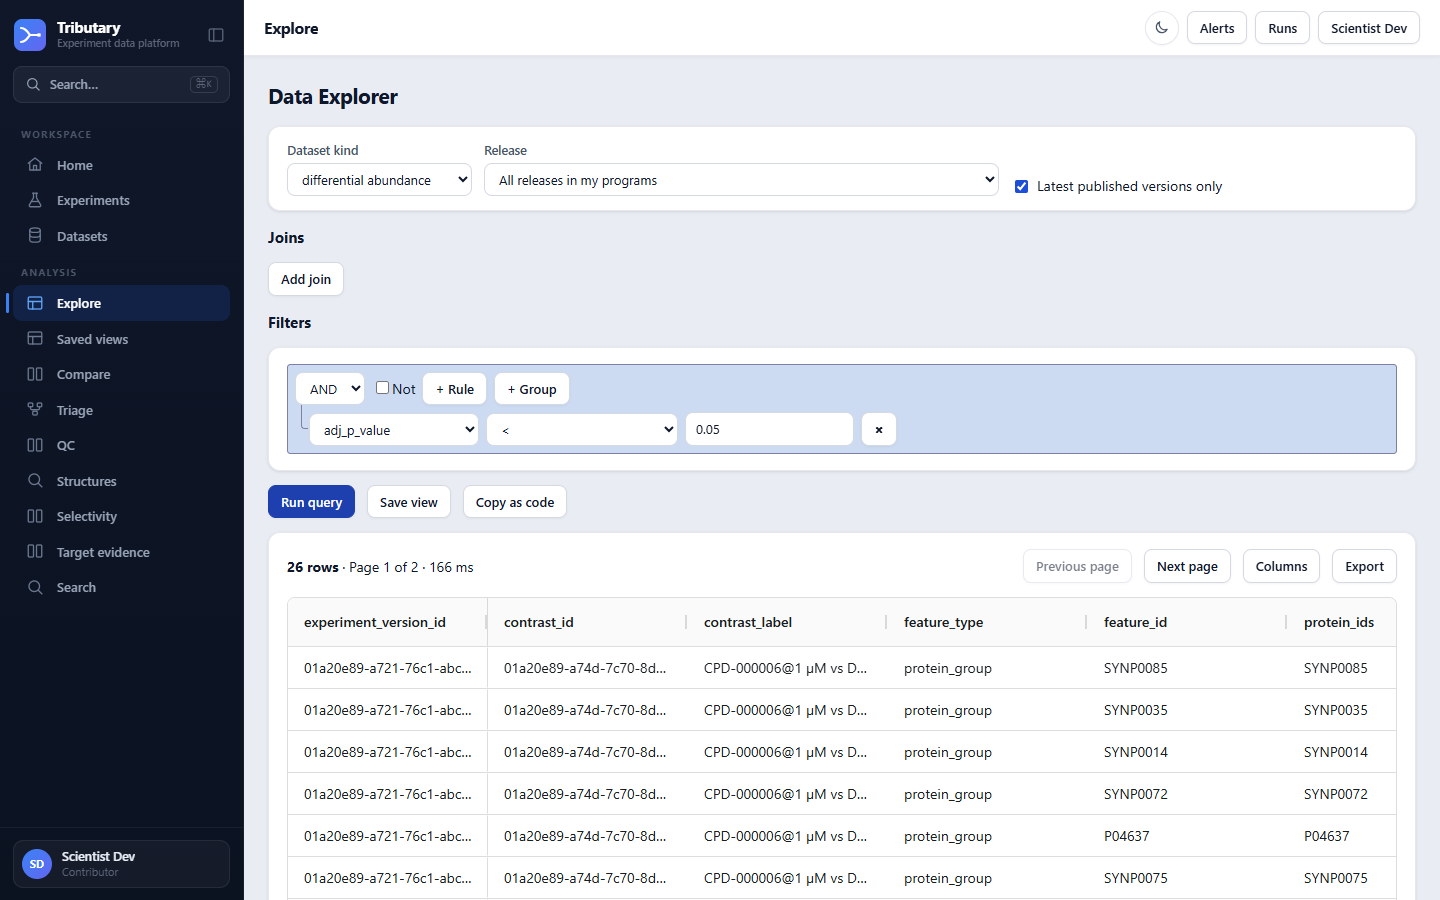 Tributary
Experiment data platform
Search... ⌘K
WORKSPACE
Home
Experiments
Datasets
ANALYSIS
Explore
Saved views
Compare
Triage
QC
Structures
Selectivity
Target evidence
Search
SD
Scientist Dev
Contributor
Explore
Alerts
Runs
Scientist Dev
Data Explorer
Dataset kind
Release
differential abundance
All releases in my programs
Latest published versions only
Joins
Add join
Filters
AND
Not
+ Rule
+ Group
adj_p_value
<
0.05
×
Run query
Save view
Copy as code
26 rows · Page 1 of 2 · 166 ms
Previous page
Next page
Columns
Export
experiment_version_id contrast_id contrast_label feature_type feature_id protein_ids
01a20e89-a721-76c1-abc... 01a20e89-a74d-7c70-8d... CPD-000006@1 µM vs D... protein_group SYNP0085 SYNP0085
01a20e89-a721-76c1-abc... 01a20e89-a74d-7c70-8d... CPD-000006@1 µM vs D... protein_group SYNP0035 SYNP0035
01a20e89-a721-76c1-abc... 01a20e89-a74d-7c70-8d... CPD-000006@1 µM vs D... protein_group SYNP0014 SYNP0014
01a20e89-a721-76c1-abc... 01a20e89-a74d-7c70-8d... CPD-000006@1 µM vs D... protein_group SYNP0072 SYNP0072
01a20e89-a721-76c1-abc... 01a20e89-a74d-7c70-8d... CPD-000006@1 µM vs D... protein_group P04637 P04637
01a20e89-a721-76c1-abc... 01a20e89-a74d-7c70-8d... CPD-000006@1 µM vs D... protein_group SYNP0075 SYNP0075